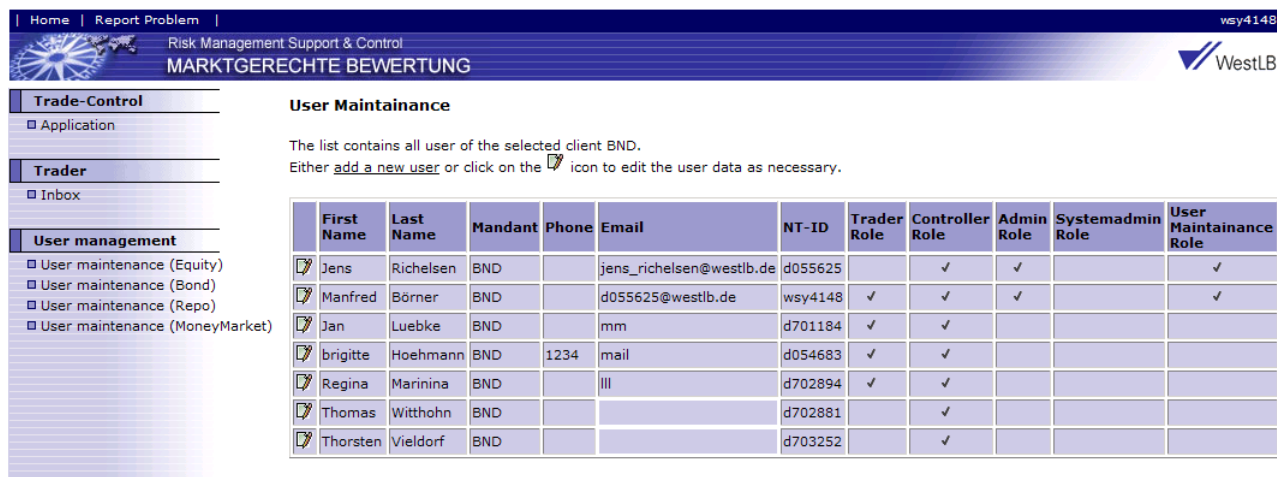 | Home | Report Problem | wsy4148
Risk Management Support & Control
MARKTGERECHTE BEWERTUNG
WestLB
Trade-Control
Application
Trader
Inbox
User management
User maintenance (Equity)
User maintenance (Bond)
User maintenance (Repo)
User maintenance (MoneyMarket)
User Maintainance
The list contains all user of the selected client BND.
Either add a new user or click on the icon to edit the user data as necessary.
First Name Last Name Mandant Phone Email NT-ID Trader Role Controller Role Admin Role Systemadmin Role User Maintainance Role
Jens Richelsen BND jens_richelsen@westlb.de d055625 ✓ ✓ ✓
Manfred Börner BND d055625@westlb.de wsy4148 ✓ ✓ ✓ ✓
Jan Luebke BND mm d701184 ✓ ✓
brigitte Hoehmann BND 1234 mail d054683 ✓ ✓
Regina Marinina BND lll d702894 ✓ ✓
Thomas Witthohn BND d702881 ✓
Thorsten Vieldorf BND d703252 ✓